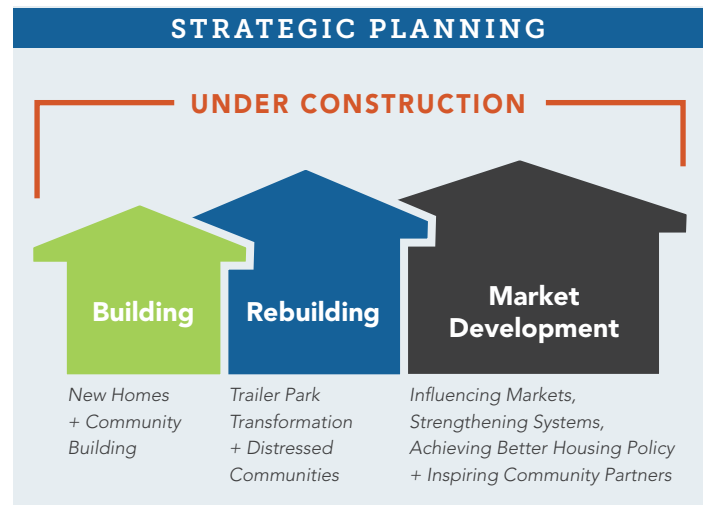 STRATEGIC PLANNING
UNDER CONSTRUCTION
Building
Rebuilding
Market
Development
New Homes
+ Community
Building
Trailer Park
Transformation
+ Distressed
Communities
Influencing Markets,
Strengthening Systems,
Achieving Better Housing Policy
+ Inspiring Community Partners